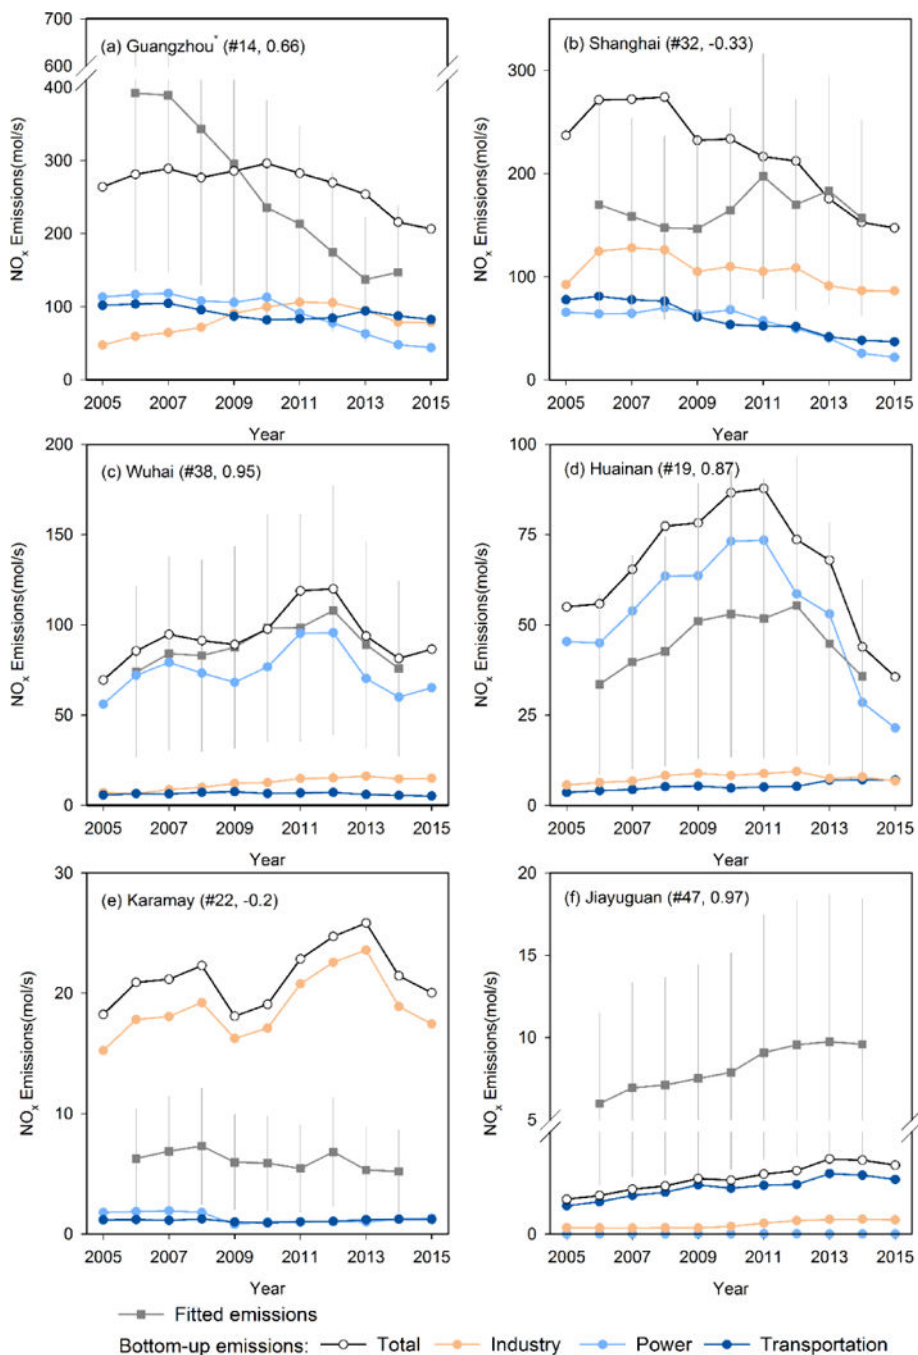 (a) Guangzhou* (#14, 0.66)
NOx Emissions(mol/s)
700
600
400
300
200
100
0
2005 2007 2009 2011 2013 2015
Year
(b) Shanghai (#32, -0.33)
NOx Emissions(mol/s)
300
200
100
0
2005 2007 2009 2011 2013 2015
Year
(c) Wuhai (#38, 0.95)
NOx Emissions(mol/s)
200
150
100
50
0
2005 2007 2009 2011 2013 2015
Year
(d) Huainan (#19, 0.87)
NOx Emissions(mol/s)
100
75
50
25
0
2005 2007 2009 2011 2013 2015
Year
(e) Karamay (#22, -0.2)
NOx Emissions(mol/s)
30
20
10
0
2005 2007 2009 2011 2013 2015
Year
(f) Jiayuguan (#47, 0.97)
NOx Emissions(mol/s)
20
15
10
5
0
2005 2007 2009 2011 2013 2015
Year
Fitted emissions
Bottom-up emissions: Total Industry Power Transportation